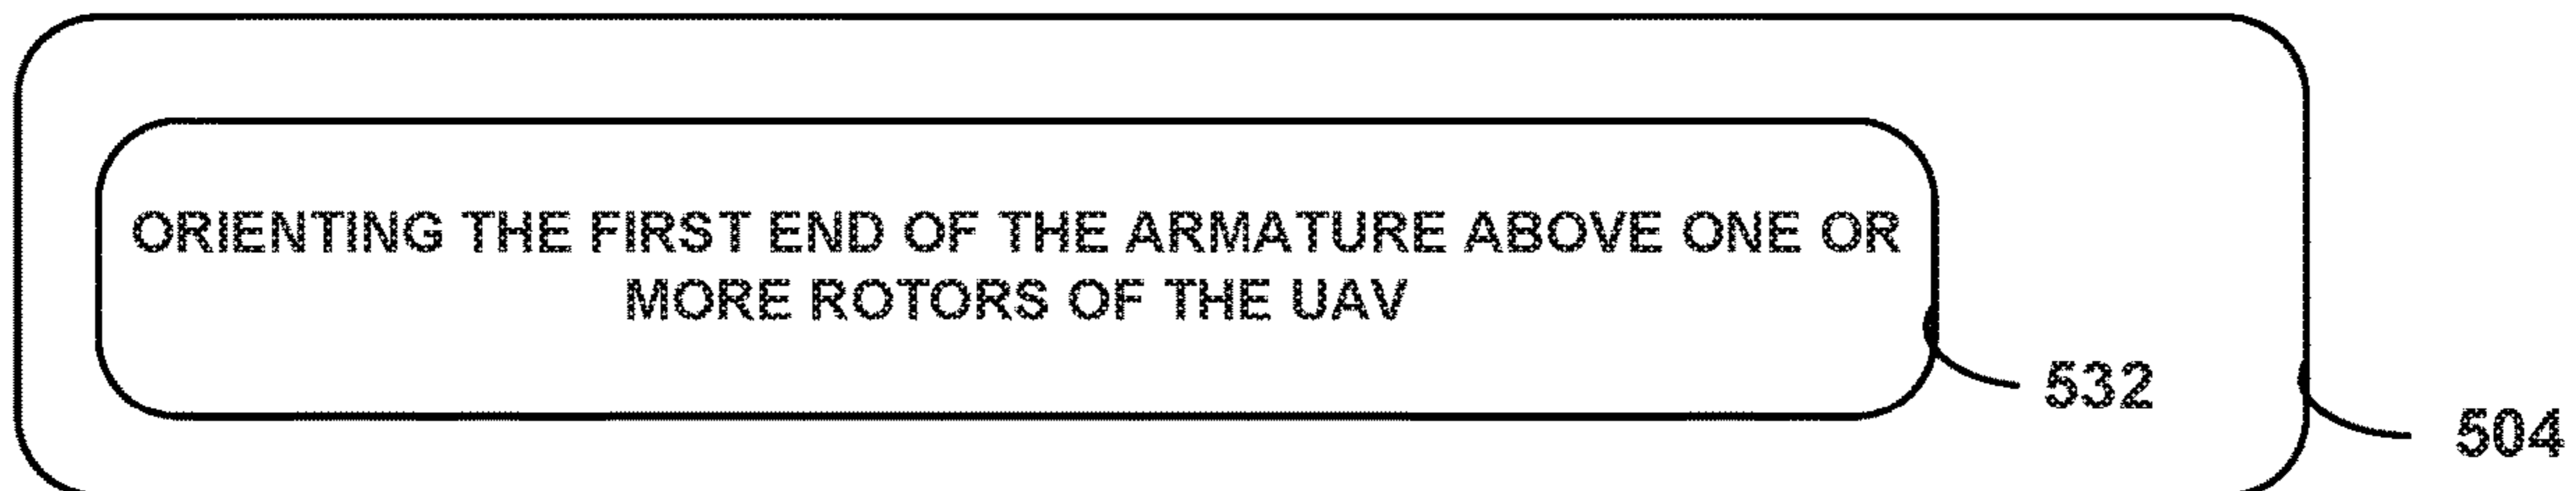 ORIENTING THE FIRST END OF THE ARMATURE ABOVE ONE OR
MORE ROTORS OF THE UAV
532
504